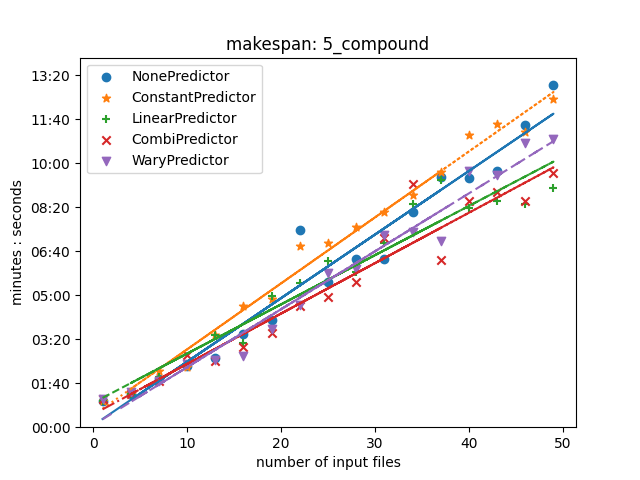 makespan: 5_compound
NonePredictor
ConstantPredictor
LinearPredictor
CombiPredictor
WaryPredictor
minutes : seconds
13:20
11:40
10:00
08:20
06:40
05:00
03:20
01:40
00:00
0 10 20 30 40 50
number of input files